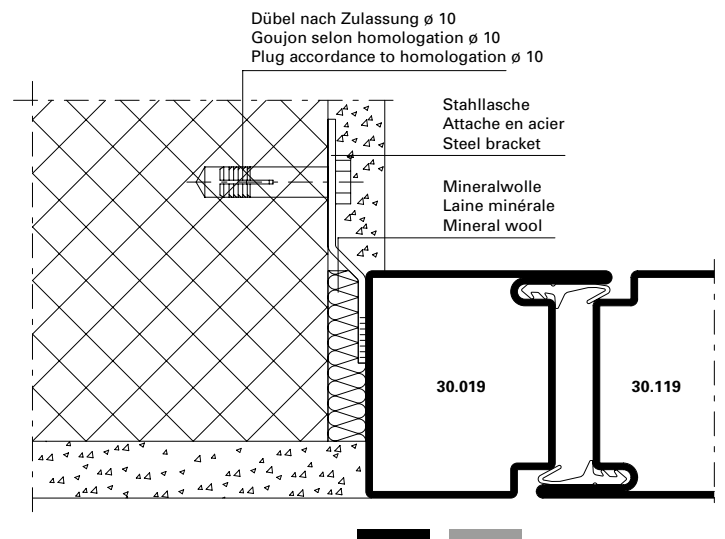 Dübel nach Zulassung ø 10
Goujon selon homologation ø 10
Plug accordance to homologation ø 10
Stahllasche
Attache en acier
Steel bracket
Mineralwolle
Laine minérale
Mineral wool
30.019
30.119